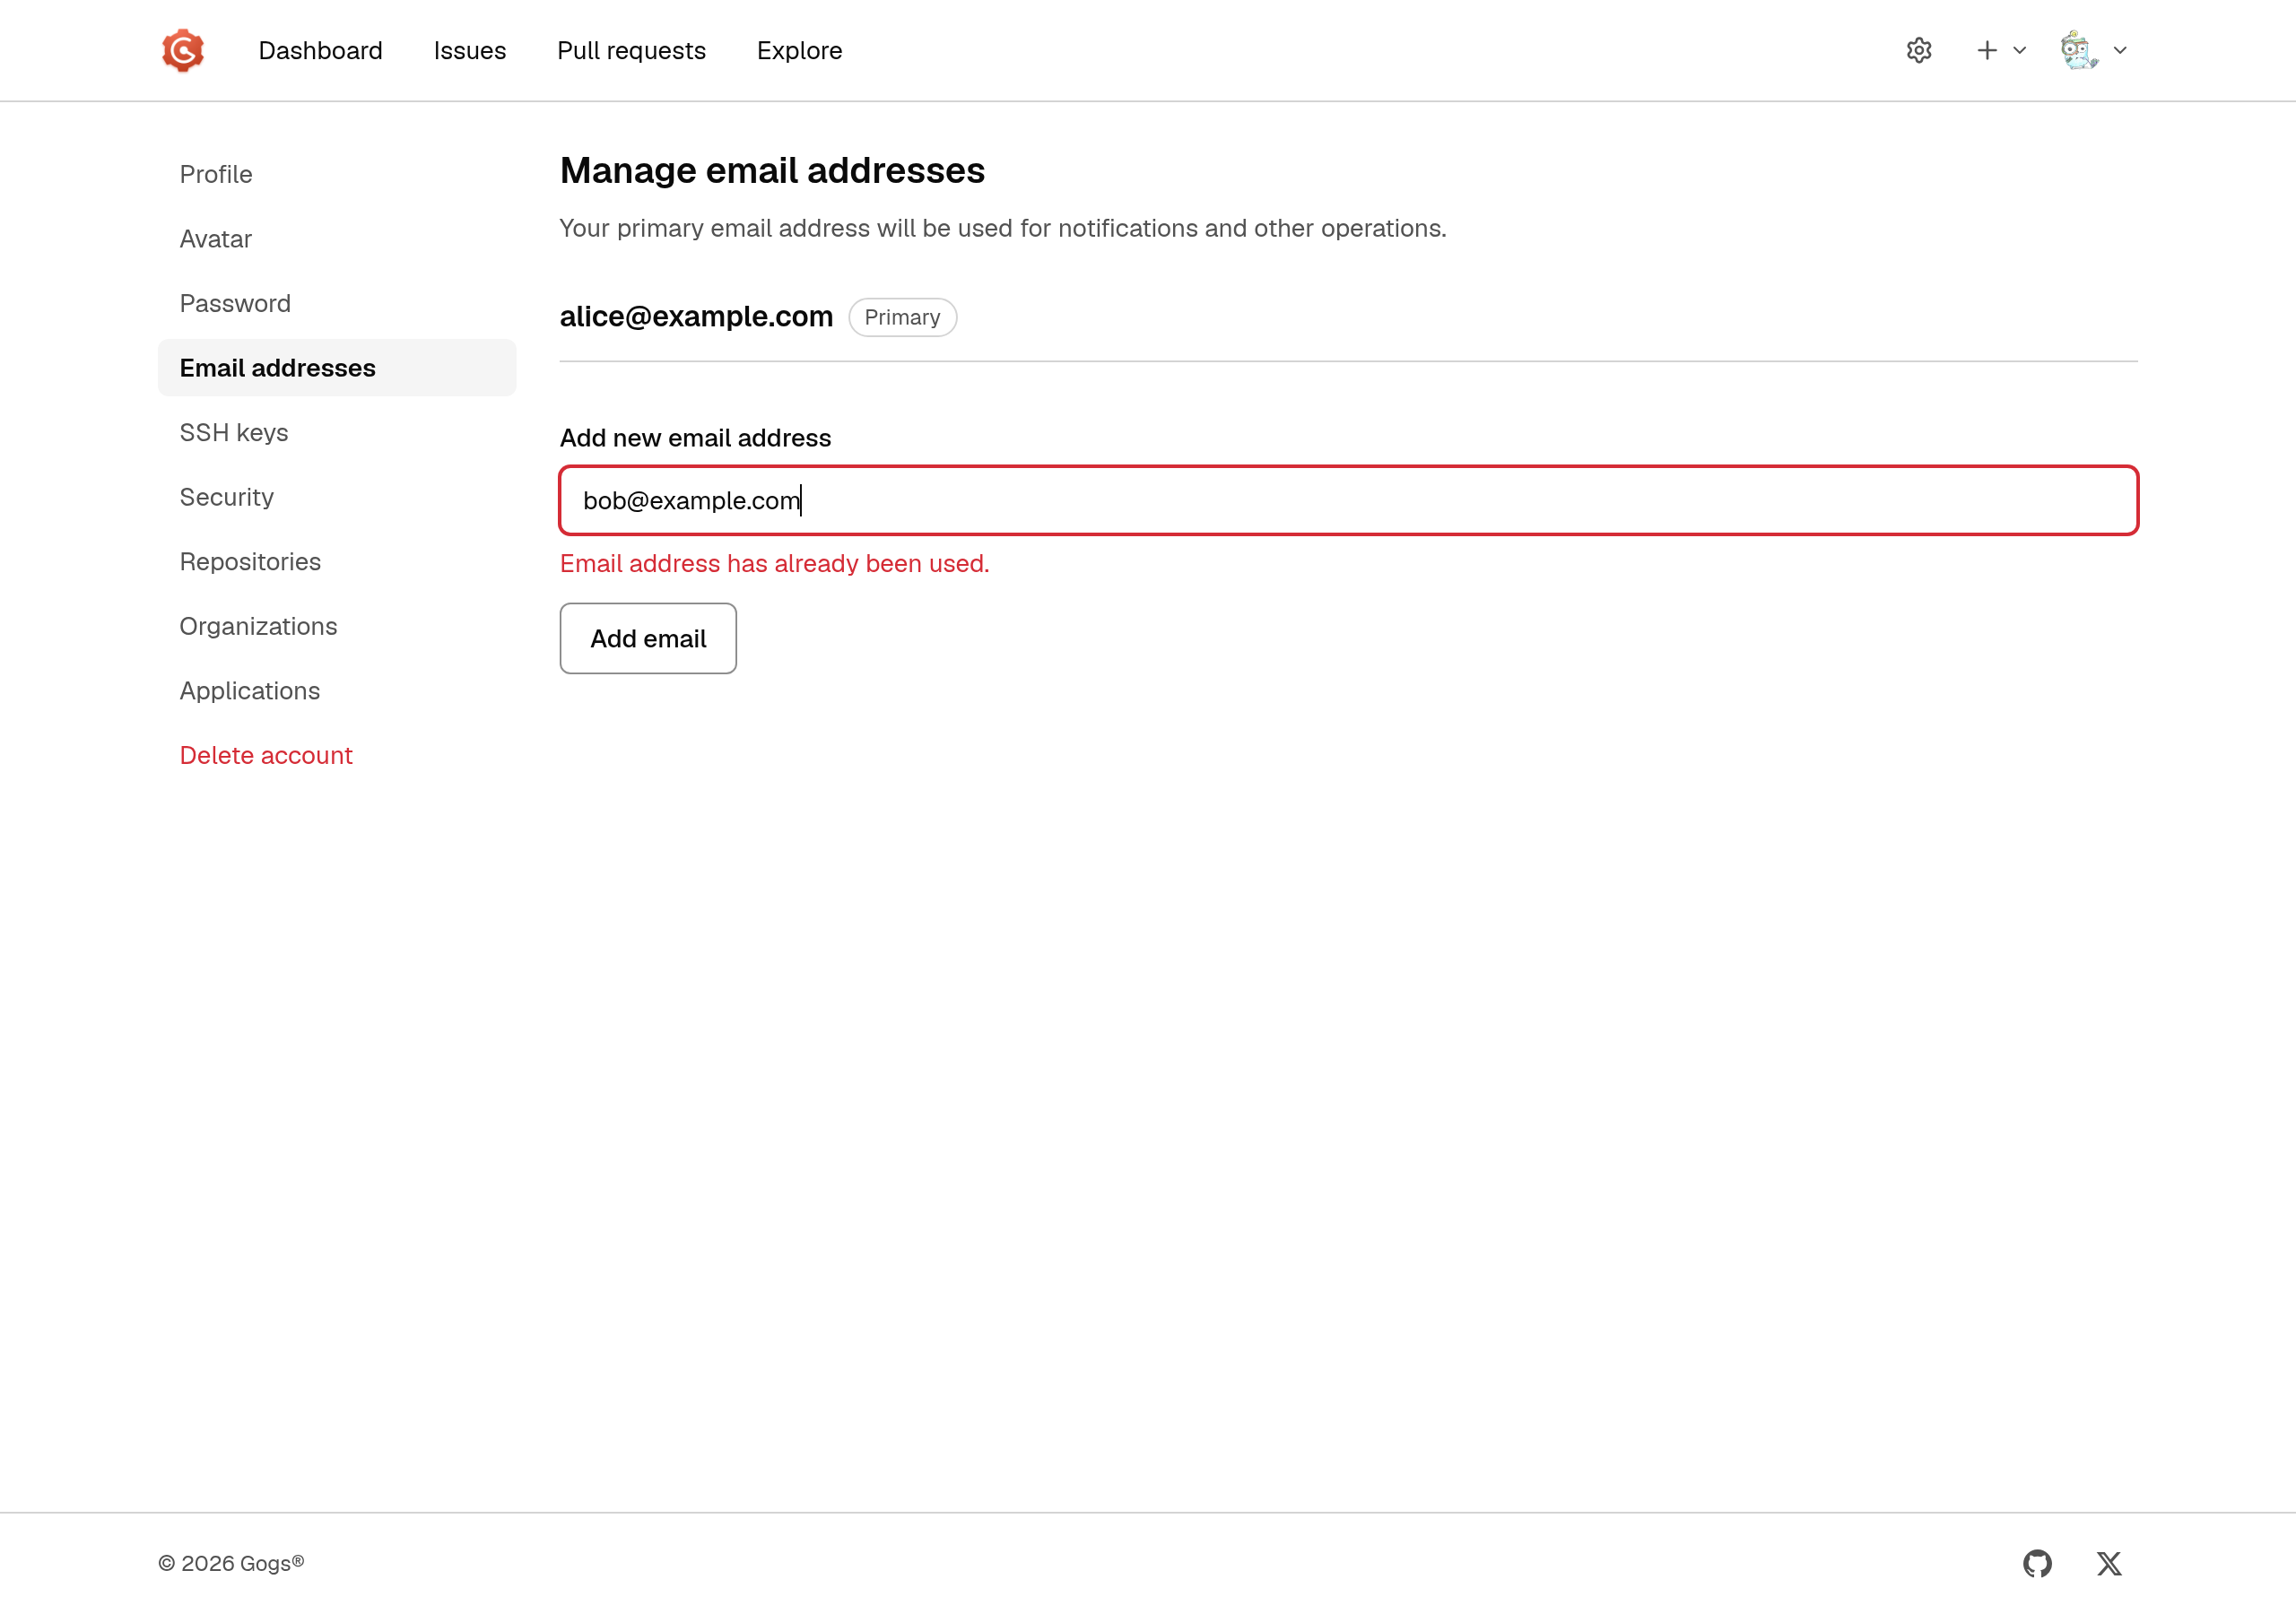 Dashboard Issues Pull requests Explore
Profile
Avatar
Password
Email addresses
SSH keys
Security
Repositories
Organizations
Applications
Delete account
Manage email addresses
Your primary email address will be used for notifications and other operations.
alice@example.com Primary
Add new email address
bob@example.com
Email address has already been used.
Add email
© 2026 Gogs®